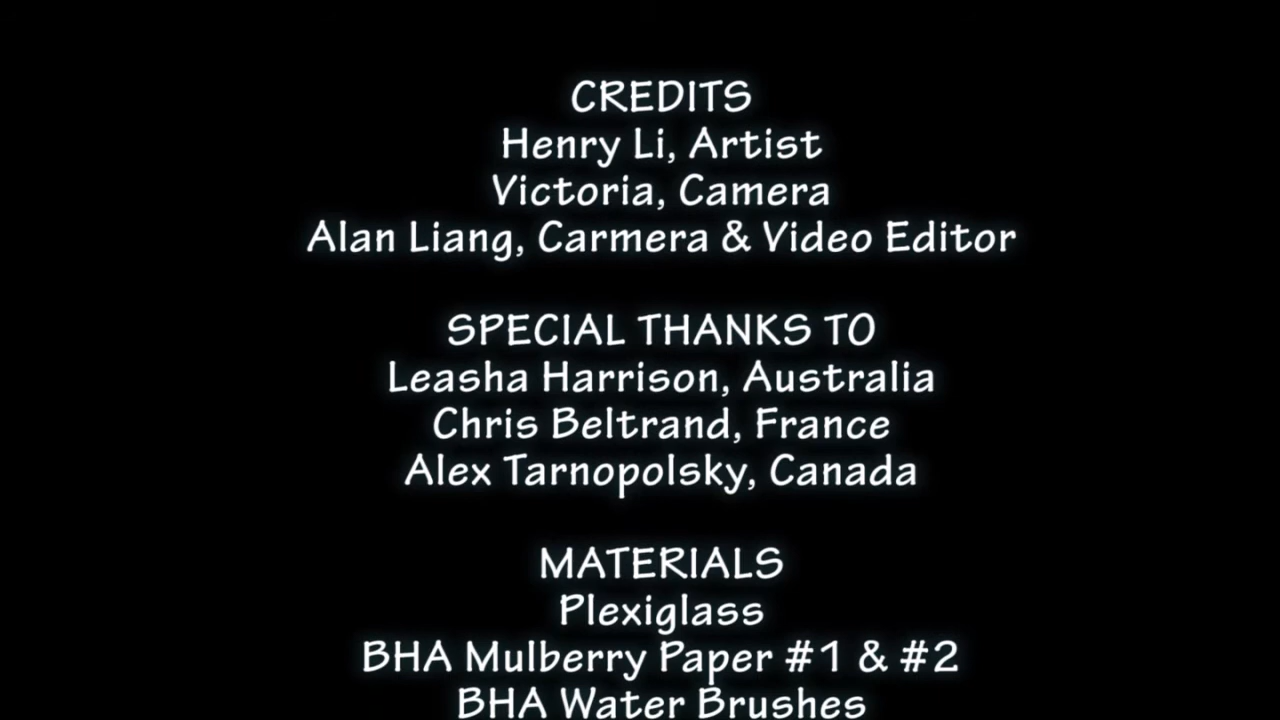 CREDITS
Henry Li, Artist
Victoria, Camera
Alan Liang, Carmera & Video Editor
SPECIAL THANKS TO
Leasha Harrison, Australia
Chris Beltrand, France
Alex Tarnopolsky, Canada
MATERIALS
Plexiglass
BHA Mulberry Paper #1 & #2
BHA Water Brushes